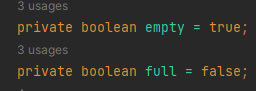 3 usages
private boolean empty = true;
3 usages
private boolean full = false;